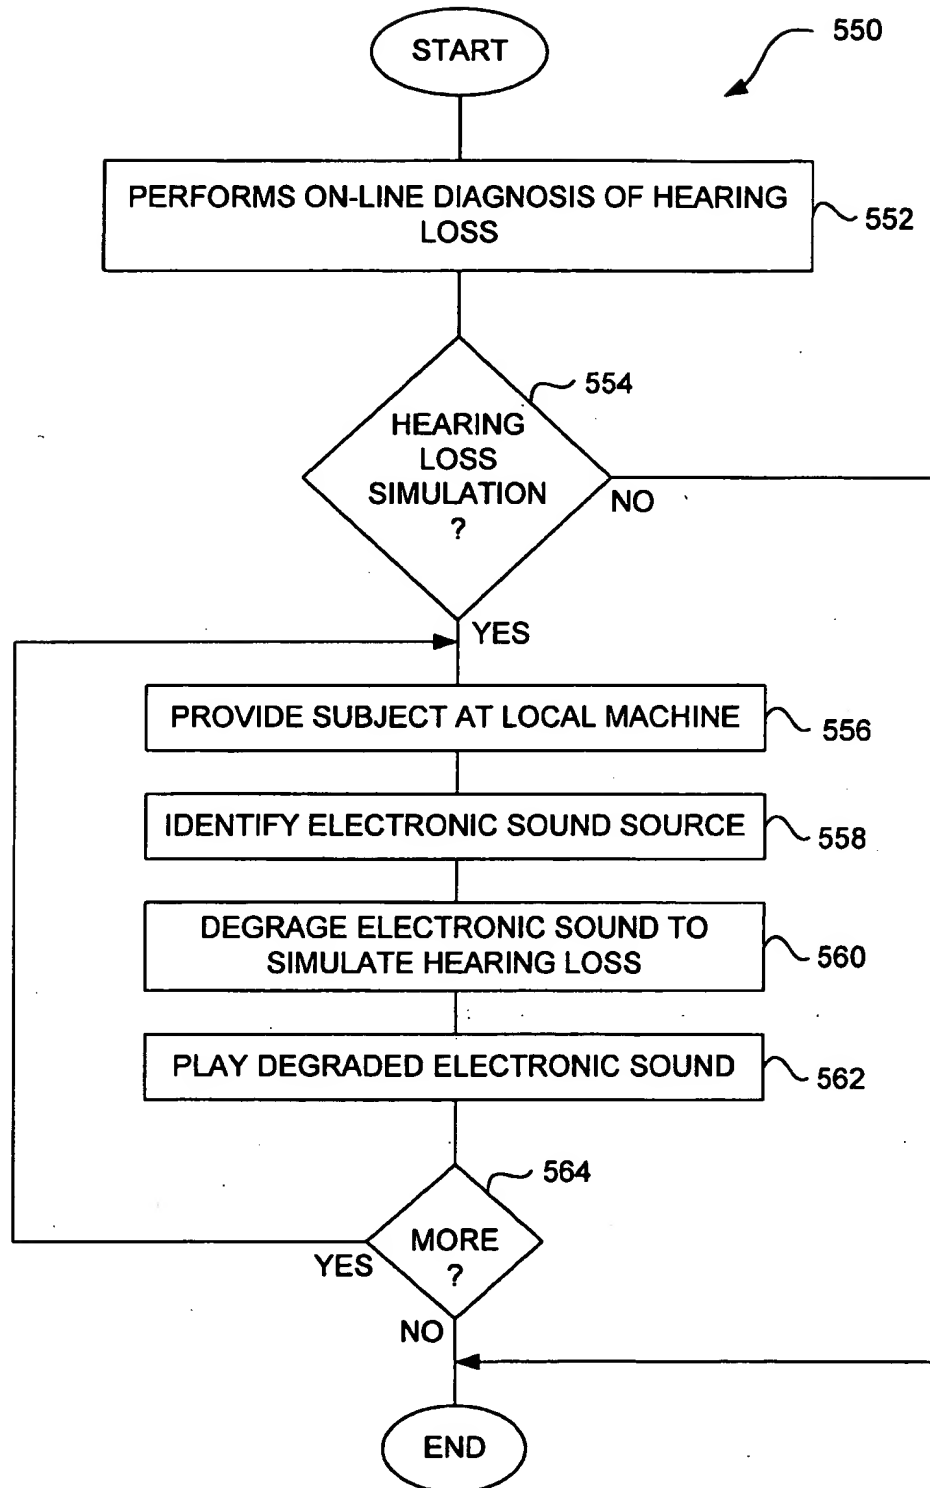 START
550
PERFORMS ON-LINE DIAGNOSIS OF HEARING
LOSS
552
554
HEARING
LOSS
SIMULATION
?
NO
YES
PROVIDE SUBJECT AT LOCAL MACHINE
556
IDENTIFY ELECTRONIC SOUND SOURCE
558
DEGRAGE ELECTRONIC SOUND TO
SIMULATE HEARING LOSS
560
PLAY DEGRADED ELECTRONIC SOUND
562
564
MORE
?
YES
NO
END